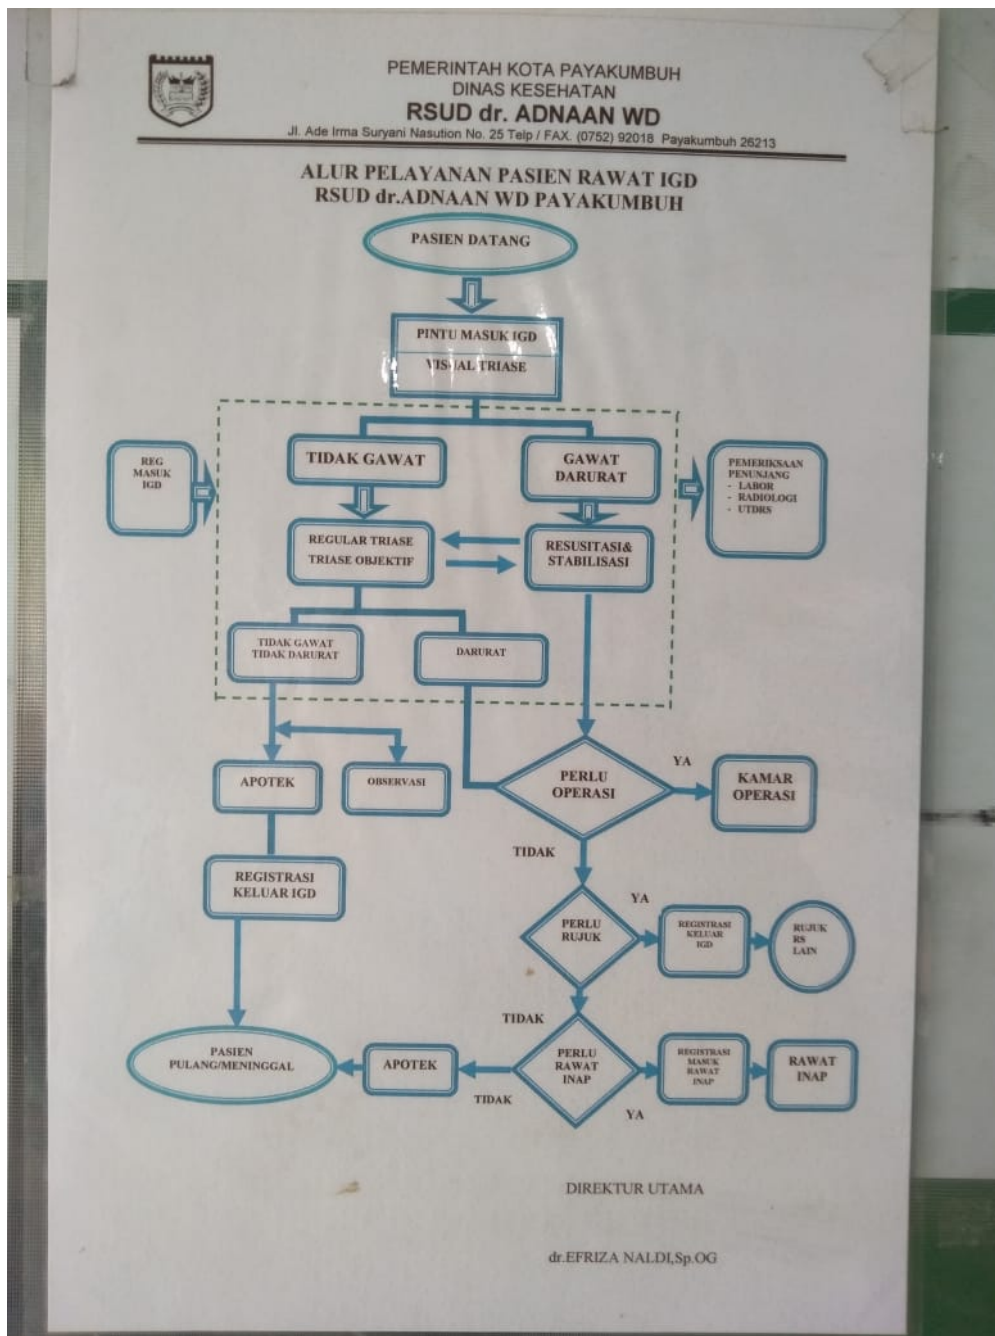 PEMERINTAH KOTA PAYAKUMBUH
DINAS KESEHATAN
RSUD dr. ADNAAN WD
Jl. Ade Irma Suryani Nasution No. 25 Telp / FAX. (0752) 92018 Payakumbuh 26213
ALUR PELAYANAN PASIEN RAWAT IGD
RSUD dr.ADNAAN WD PAYAKUMBUH
PASIEN DATANG
PINTU MASUK IGD
VISUAL TRIASE
REG
MASUK
IGD
TIDAK GAWAT
GAWAT
DARURAT
PEMERIKSAAN
PENUNJANG
- LABOR
- RADIOLOGI
- UTDRS
REGULAR TRIASE
TRIASE OBJEKTIF
RESUSITASI&
STABILISASI
TIDAK GAWAT
TIDAK DARURAT
DARURAT
APOTEK
OBSERVASI
PERLU
OPERASI
YA
KAMAR
OPERASI
TIDAK
REGISTRASI
KELUAR IGD
PERLU
RUJUK
YA
REGISTRASI
KELUAR
IGD
RUJUK
RS
LAIN
TIDAK
PASIEN
PULANG/MENINGGAL
APOTEK
TIDAK
PERLU
RAWAT
INAP
YA
REGISTRASI
MASUK
RAWAT
INAP
RAWAT
INAP
DIREKTUR UTAMA
dr.EFRIZA NALDI,Sp.OG